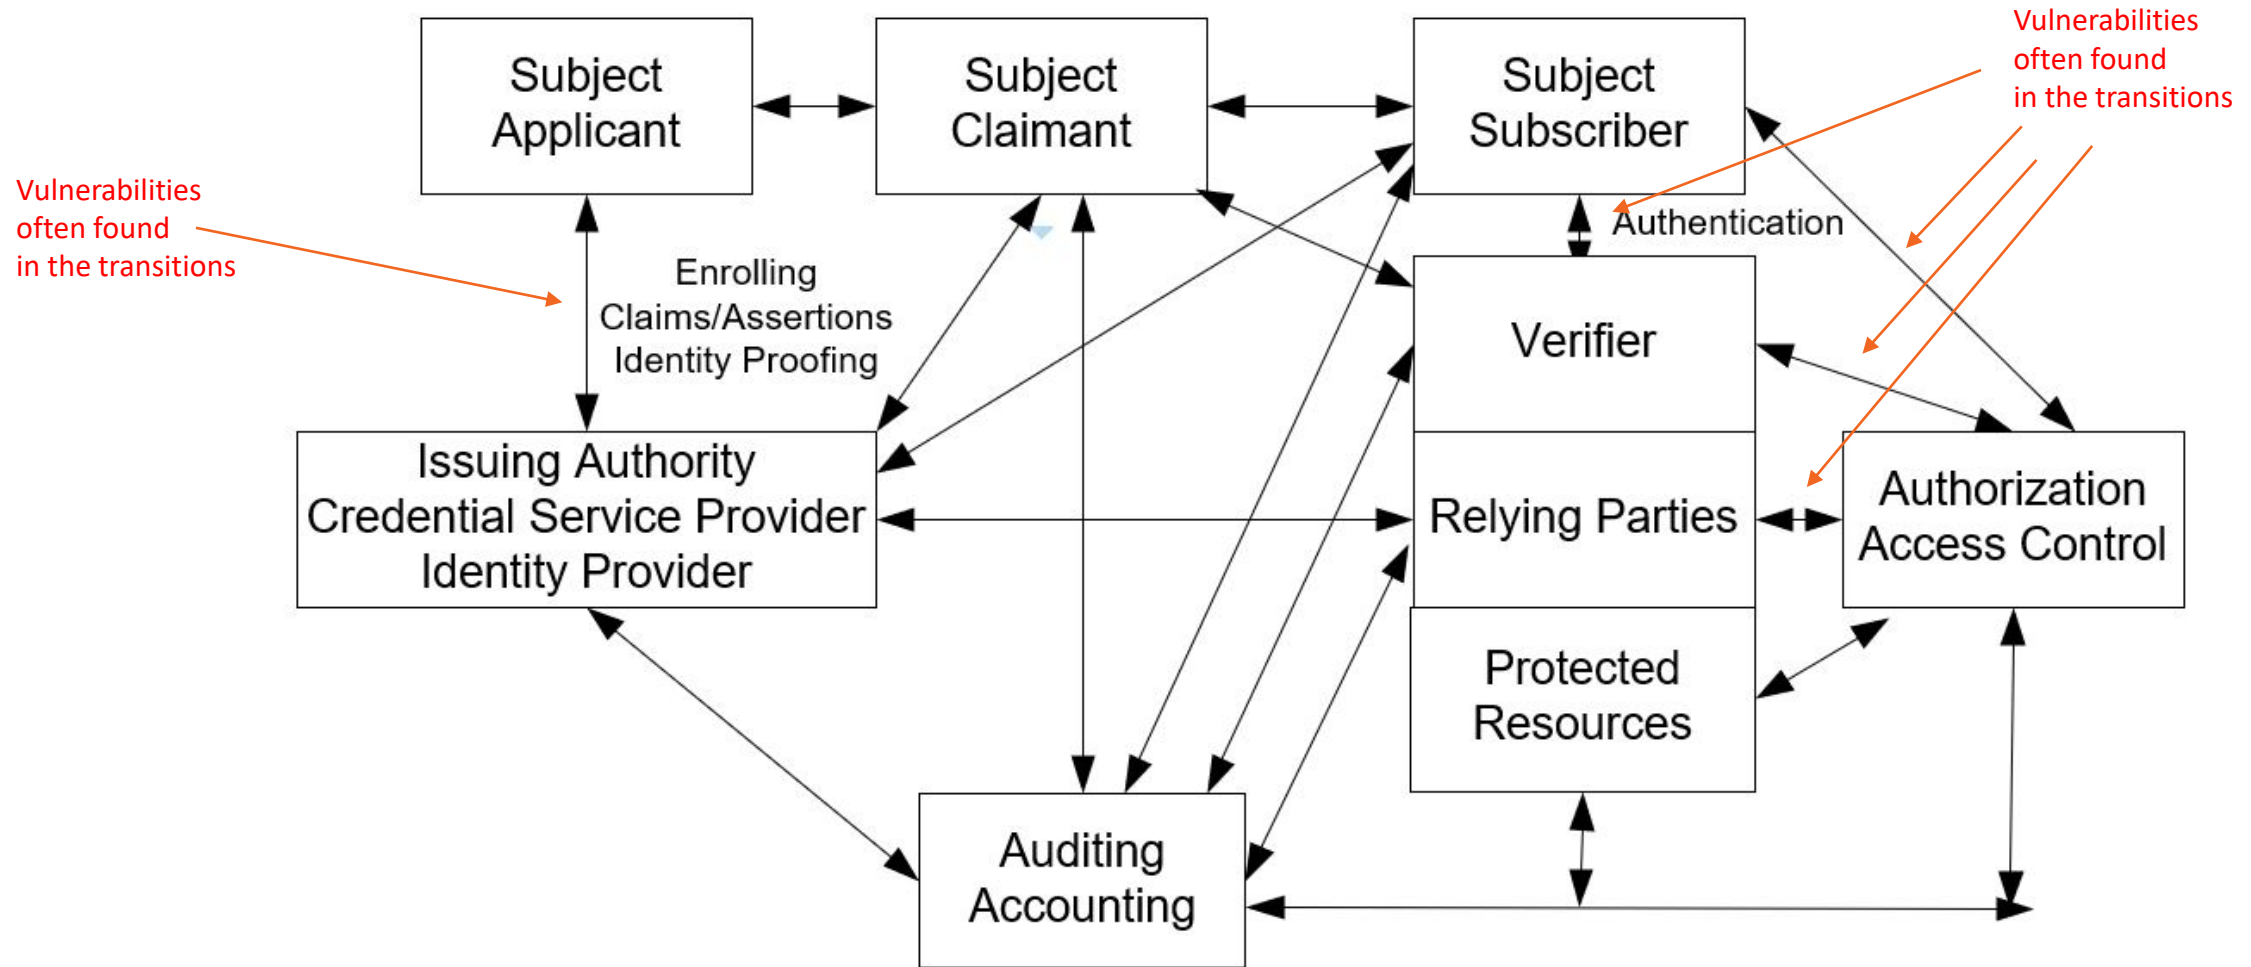 Subject
Applicant
Subject
Claimant
Subject
Subscriber
Vulnerabilities
often found
in the transitions
Vulnerabilities
often found
in the transitions
Authentication
Enrolling
Claims/Assertions
Identity Proofing
Verifier
Issuing Authority
Credential Service Provider
Identity Provider
Relying Parties
Authorization
Access Control
Protected
Resources
Auditing
Accounting